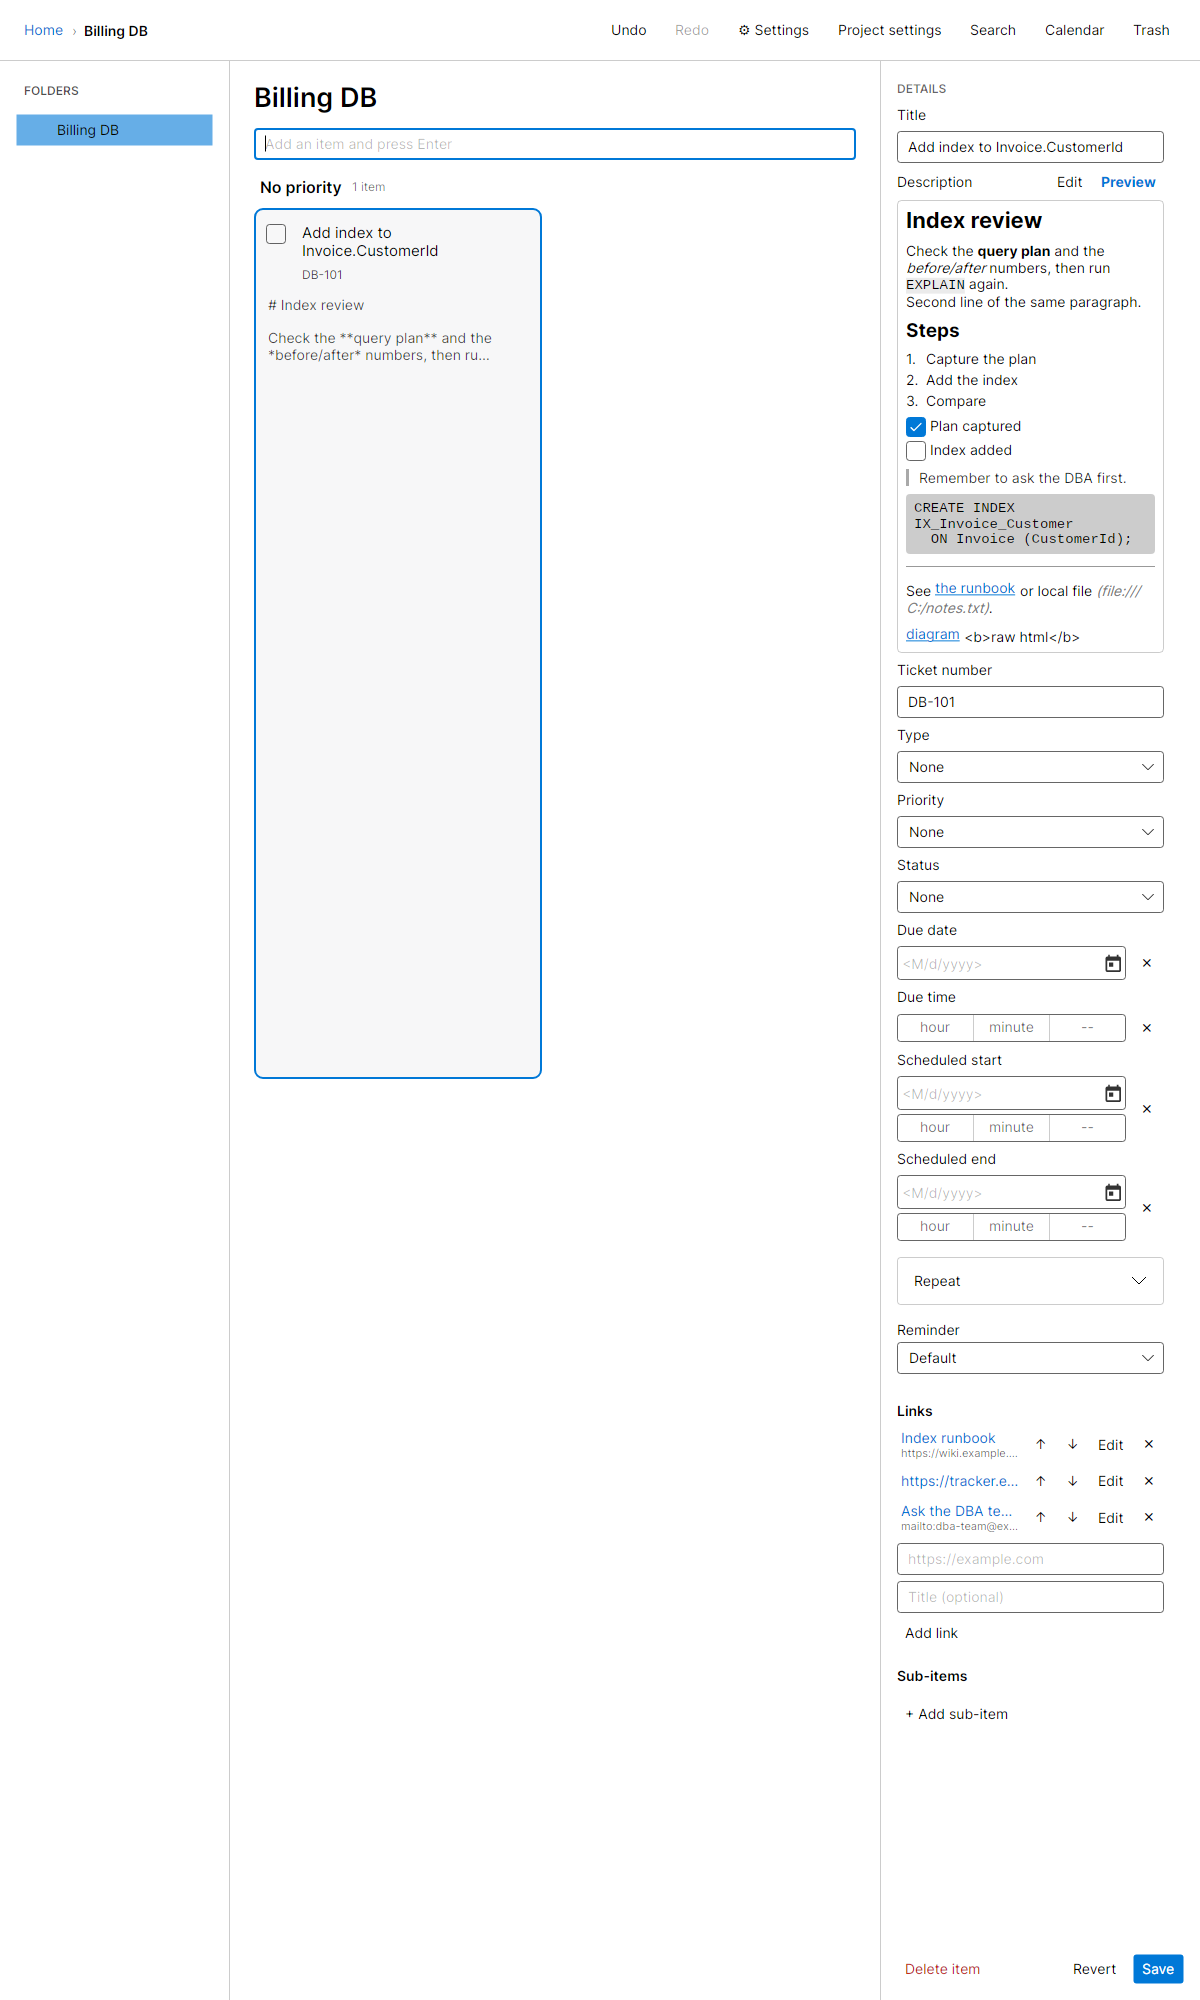 Home › Billing DB
Undo
Redo
⚙ Settings
Project settings
Search
Calendar
Trash
FOLDERS
Billing DB
Billing DB
Add an item and press Enter
No priority 1 item
Add index to
Invoice.CustomerId
DB-101
# Index review
Check the **query plan** and the
*before/after* numbers, then ru...
DETAILS
Title
Add index to Invoice.CustomerId
Description Edit Preview
Index review
Check the query plan and the
before/after numbers, then run
EXPLAIN again.
Second line of the same paragraph.
Steps
1. Capture the plan
2. Add the index
3. Compare
Plan captured
Index added
Remember to ask the DBA first.
CREATE INDEX
IX_Invoice_Customer
ON Invoice (CustomerId);
See the runbook or local file (file:///
C:/notes.txt).
diagram <b>raw html</b>
Ticket number
DB-101
Type
None
Priority
None
Status
None
Due date
<M/d/yyyy> ×
Due time
hour minute -- ×
Scheduled start
<M/d/yyyy>
hour minute -- ×
Scheduled end
<M/d/yyyy>
hour minute -- ×
Repeat
Reminder
Default
Links
Index runbook
https://wiki.example.... ↑ ↓ Edit ×
https://tracker.e... ↑ ↓ Edit ×
Ask the DBA te...
mailto:dba-team@ex... ↑ ↓ Edit ×
https://example.com
Title (optional)
Add link
Sub-items
+ Add sub-item
Delete item Revert Save